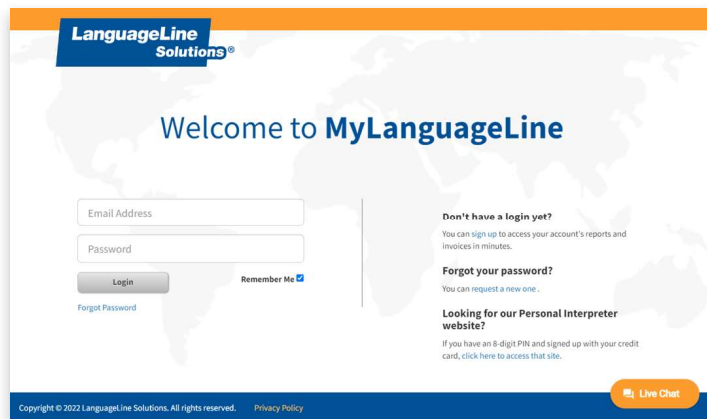 LanguageLine
Solutions®
Welcome to MyLanguageLine
Email Address
Password
Login
Remember Me
Forgot Password
Don't have a login yet?
You can sign up to access your account's reports and
invoices in minutes.
Forgot your password?
You can request a new one .
Looking for our Personal Interpreter
website?
If you have an 8-digit PIN and signed up with your credit
card, click here to access that site.
Live Chat
Copyright © 2022 LanguageLine Solutions. All rights reserved. Privacy Policy